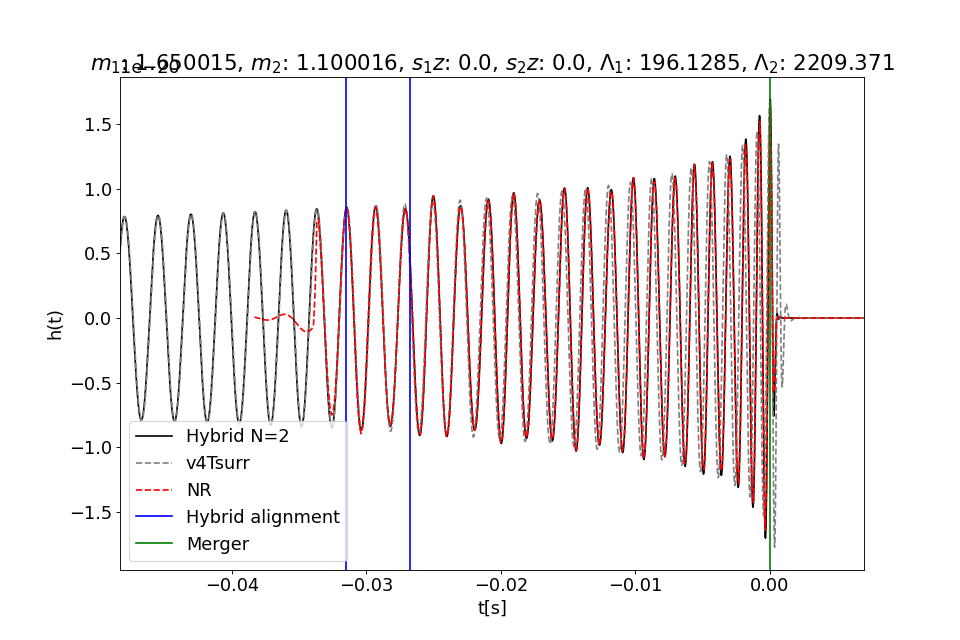 m₁: 1.650015, m₂: 1.100016, s₁z: 0.0, s₂z: 0.0, Λ₁: 196.1285, Λ₂: 2209.371
1e−20
1.5
1.0
0.5
0.0
−0.5
−1.0
−1.5
h(t)
Hybrid N=2
v4Tsurr
NR
Hybrid alignment
Merger
−0.04
−0.03
−0.02
−0.01
0.00
t[s]